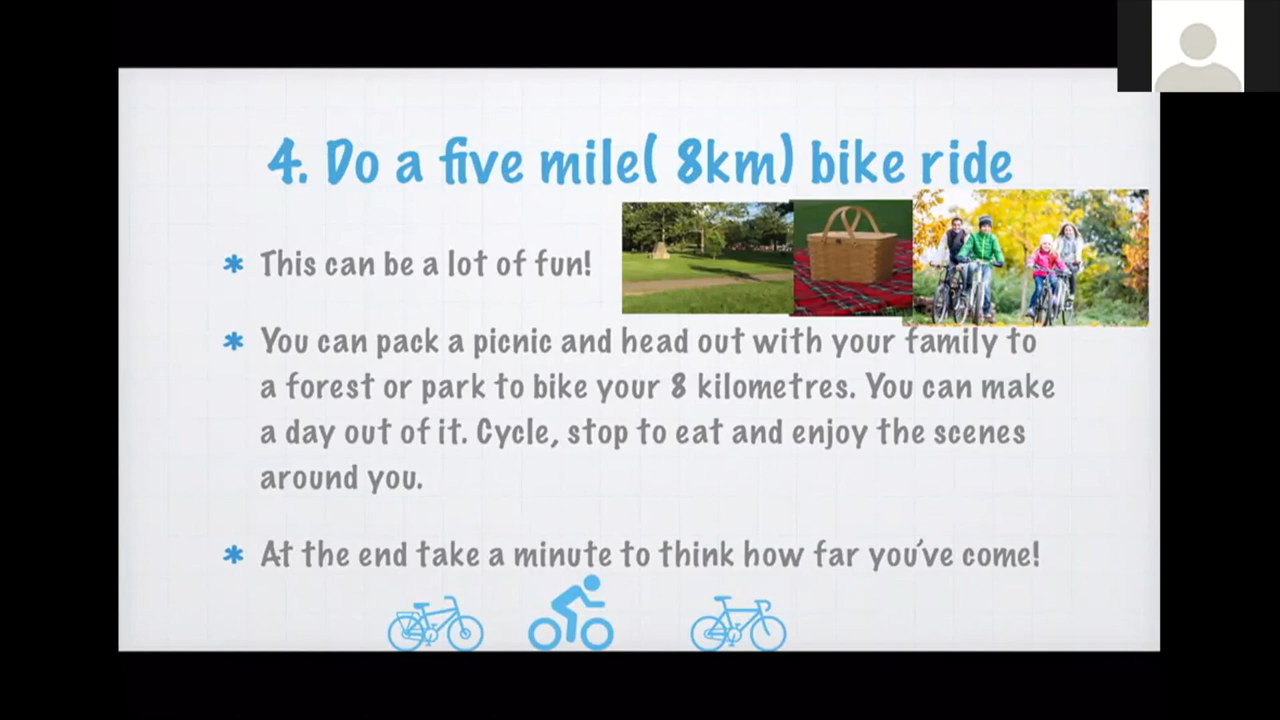 4. Do a five mile( 8km) bike ride
* This can be a lot of fun!
* You can pack a picnic and head out with your family to
a forest or park to bike your 8 kilometres. You can make
a day out of it. Cycle, stop to eat and enjoy the scenes
around you.
* At the end take a minute to think how far you've come!